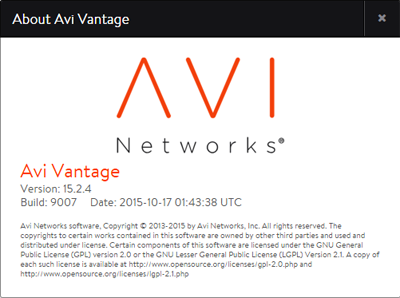 About Avi Vantage
AVI
Networks®
Avi Vantage
Version: 15.2.4
Build: 9007 Date: 2015-10-17 01:43:38 UTC
Avi Networks software, Copyright © 2013-2015 by Avi Networks, Inc. All rights reserved. The
copyrights to certain works contained in this software are owned by other third parties and used and
distributed under license. Certain components of this software are licensed under the GNU General
Public License (GPL) version 2.0 or the GNU Lesser General Public License (LGPL) Version 2.1. A copy of
each such license is available at http://www.opensource.org/licenses/gpl-2.0.php and
http://www.opensource.org/licenses/lgpl-2.1.php